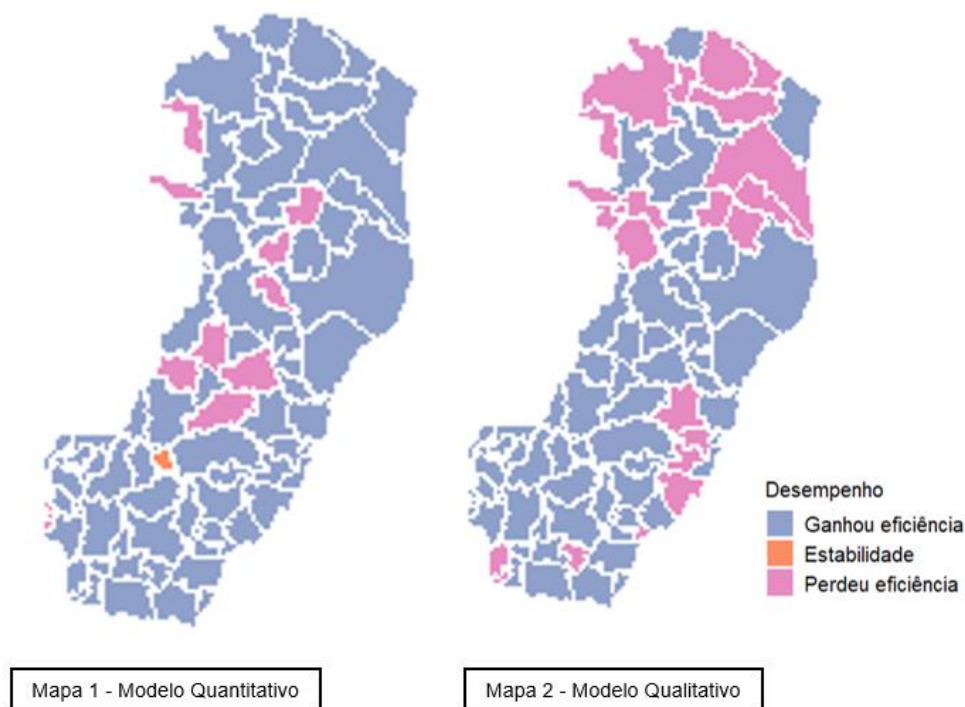 Desempenho
Ganhou eficiência
Estabilidade
Perdeu eficiência
Mapa 1 - Modelo Quantitativo
Mapa 2 - Modelo Qualitativo